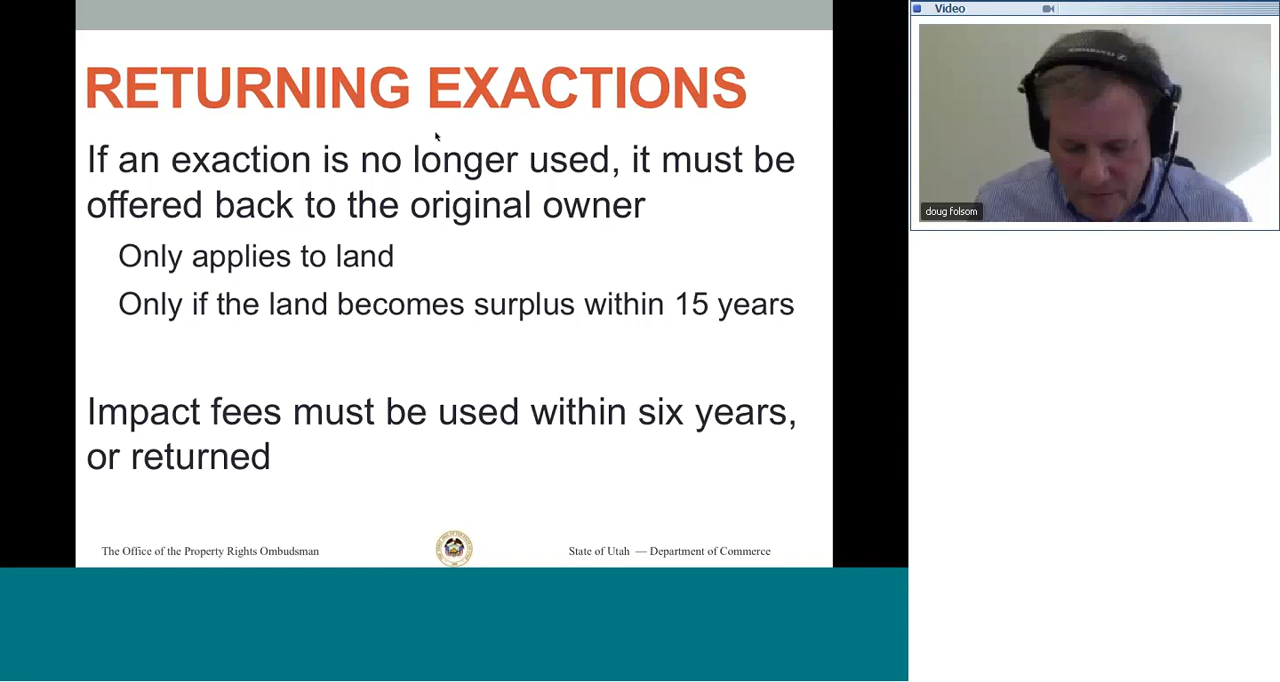 RETURNING EXACTIONS
If an exaction is no longer used, it must be
offered back to the original owner
Only applies to land
Only if the land becomes surplus within 15 years
Impact fees must be used within six years,
or returned
The Office of the Property Rights Ombudsman
State of Utah — Department of Commerce
Video
doug folsom